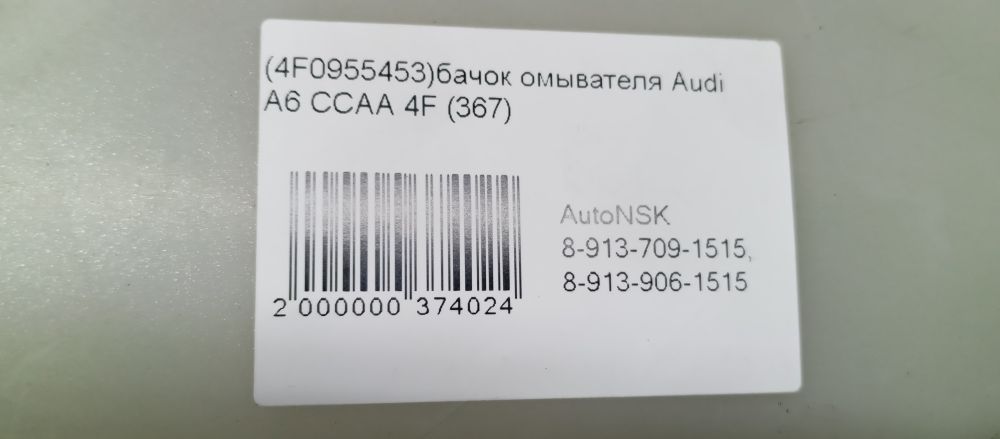 (4F0955453)бачок омывателя Audi
A6 CCAA 4F (367)
AutoNSK
8-913-709-1515,
8-913-906-1515
2 000000 374024